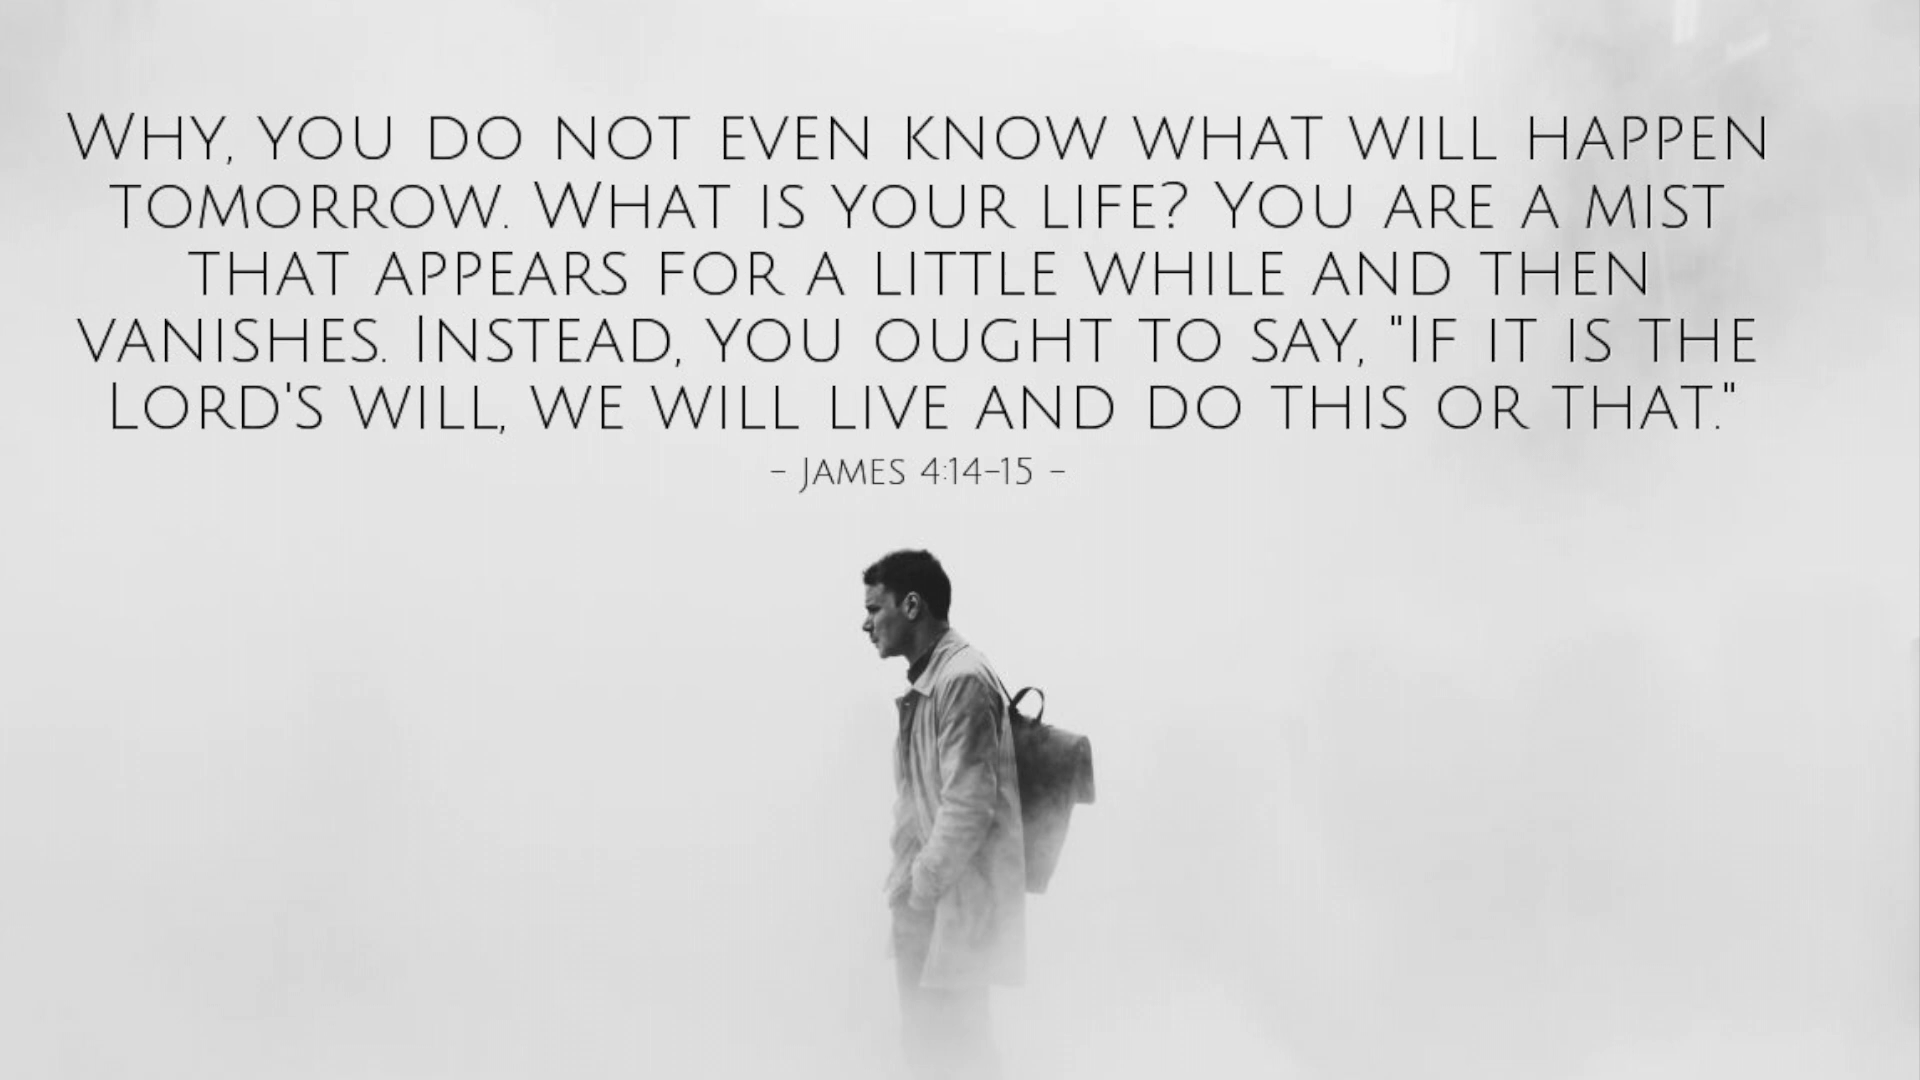 Why, you do not even know what will happen
tomorrow. What is your life? You are a mist
that appears for a little while and then
vanishes. Instead, you ought to say, "If it is the
Lord's will, we will live and do this or that."
- James 4:14-15 -